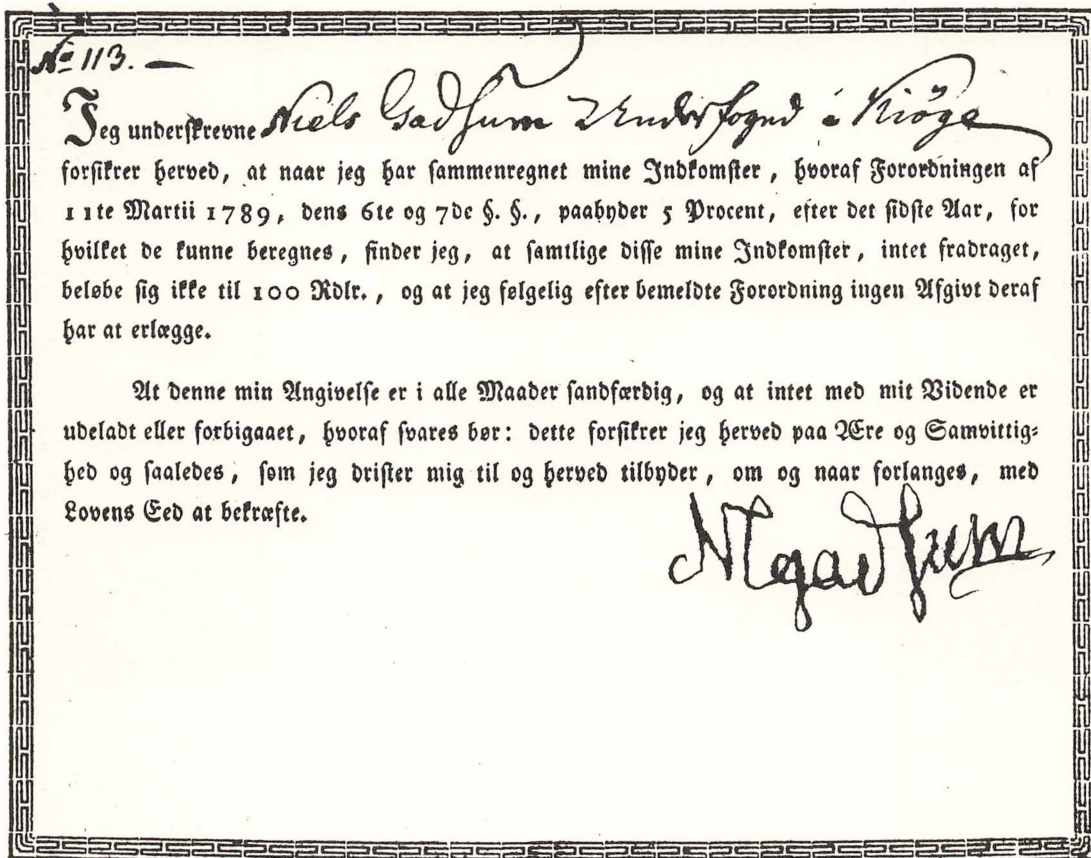 No 113. —
Jeg underskrevne Niels Gadhum Underfoged i Kiöge
forsikrer herved, at naar jeg har sammenregnet mine Indkomster, hvoraf Forordningen af
11te Martii 1789, dens 6te og 7de §. §., paabyder 5 Procent, efter det sidste Aar, for
hvilket de kunne beregnes, finder jeg, at samtlige disse mine Indkomster, intet fradraget,
beløbe sig ikke til 100 Rdlr., og at jeg følgelig efter bemeldte Forordning ingen Afgivt deraf
har at erlægge.
At denne min Angivelse er i alle Maader sandfærdig, og at intet med mit Vidende er
udeladt eller forbigaaet, hvoraf svares bør: dette forsikrer jeg herved paa Ære og Samvittig=
hed og saaledes, som jeg drister mig til og herved tilbyder, om og naar forlanges, med
Lovens Eed at bekræfte.
NGadhum